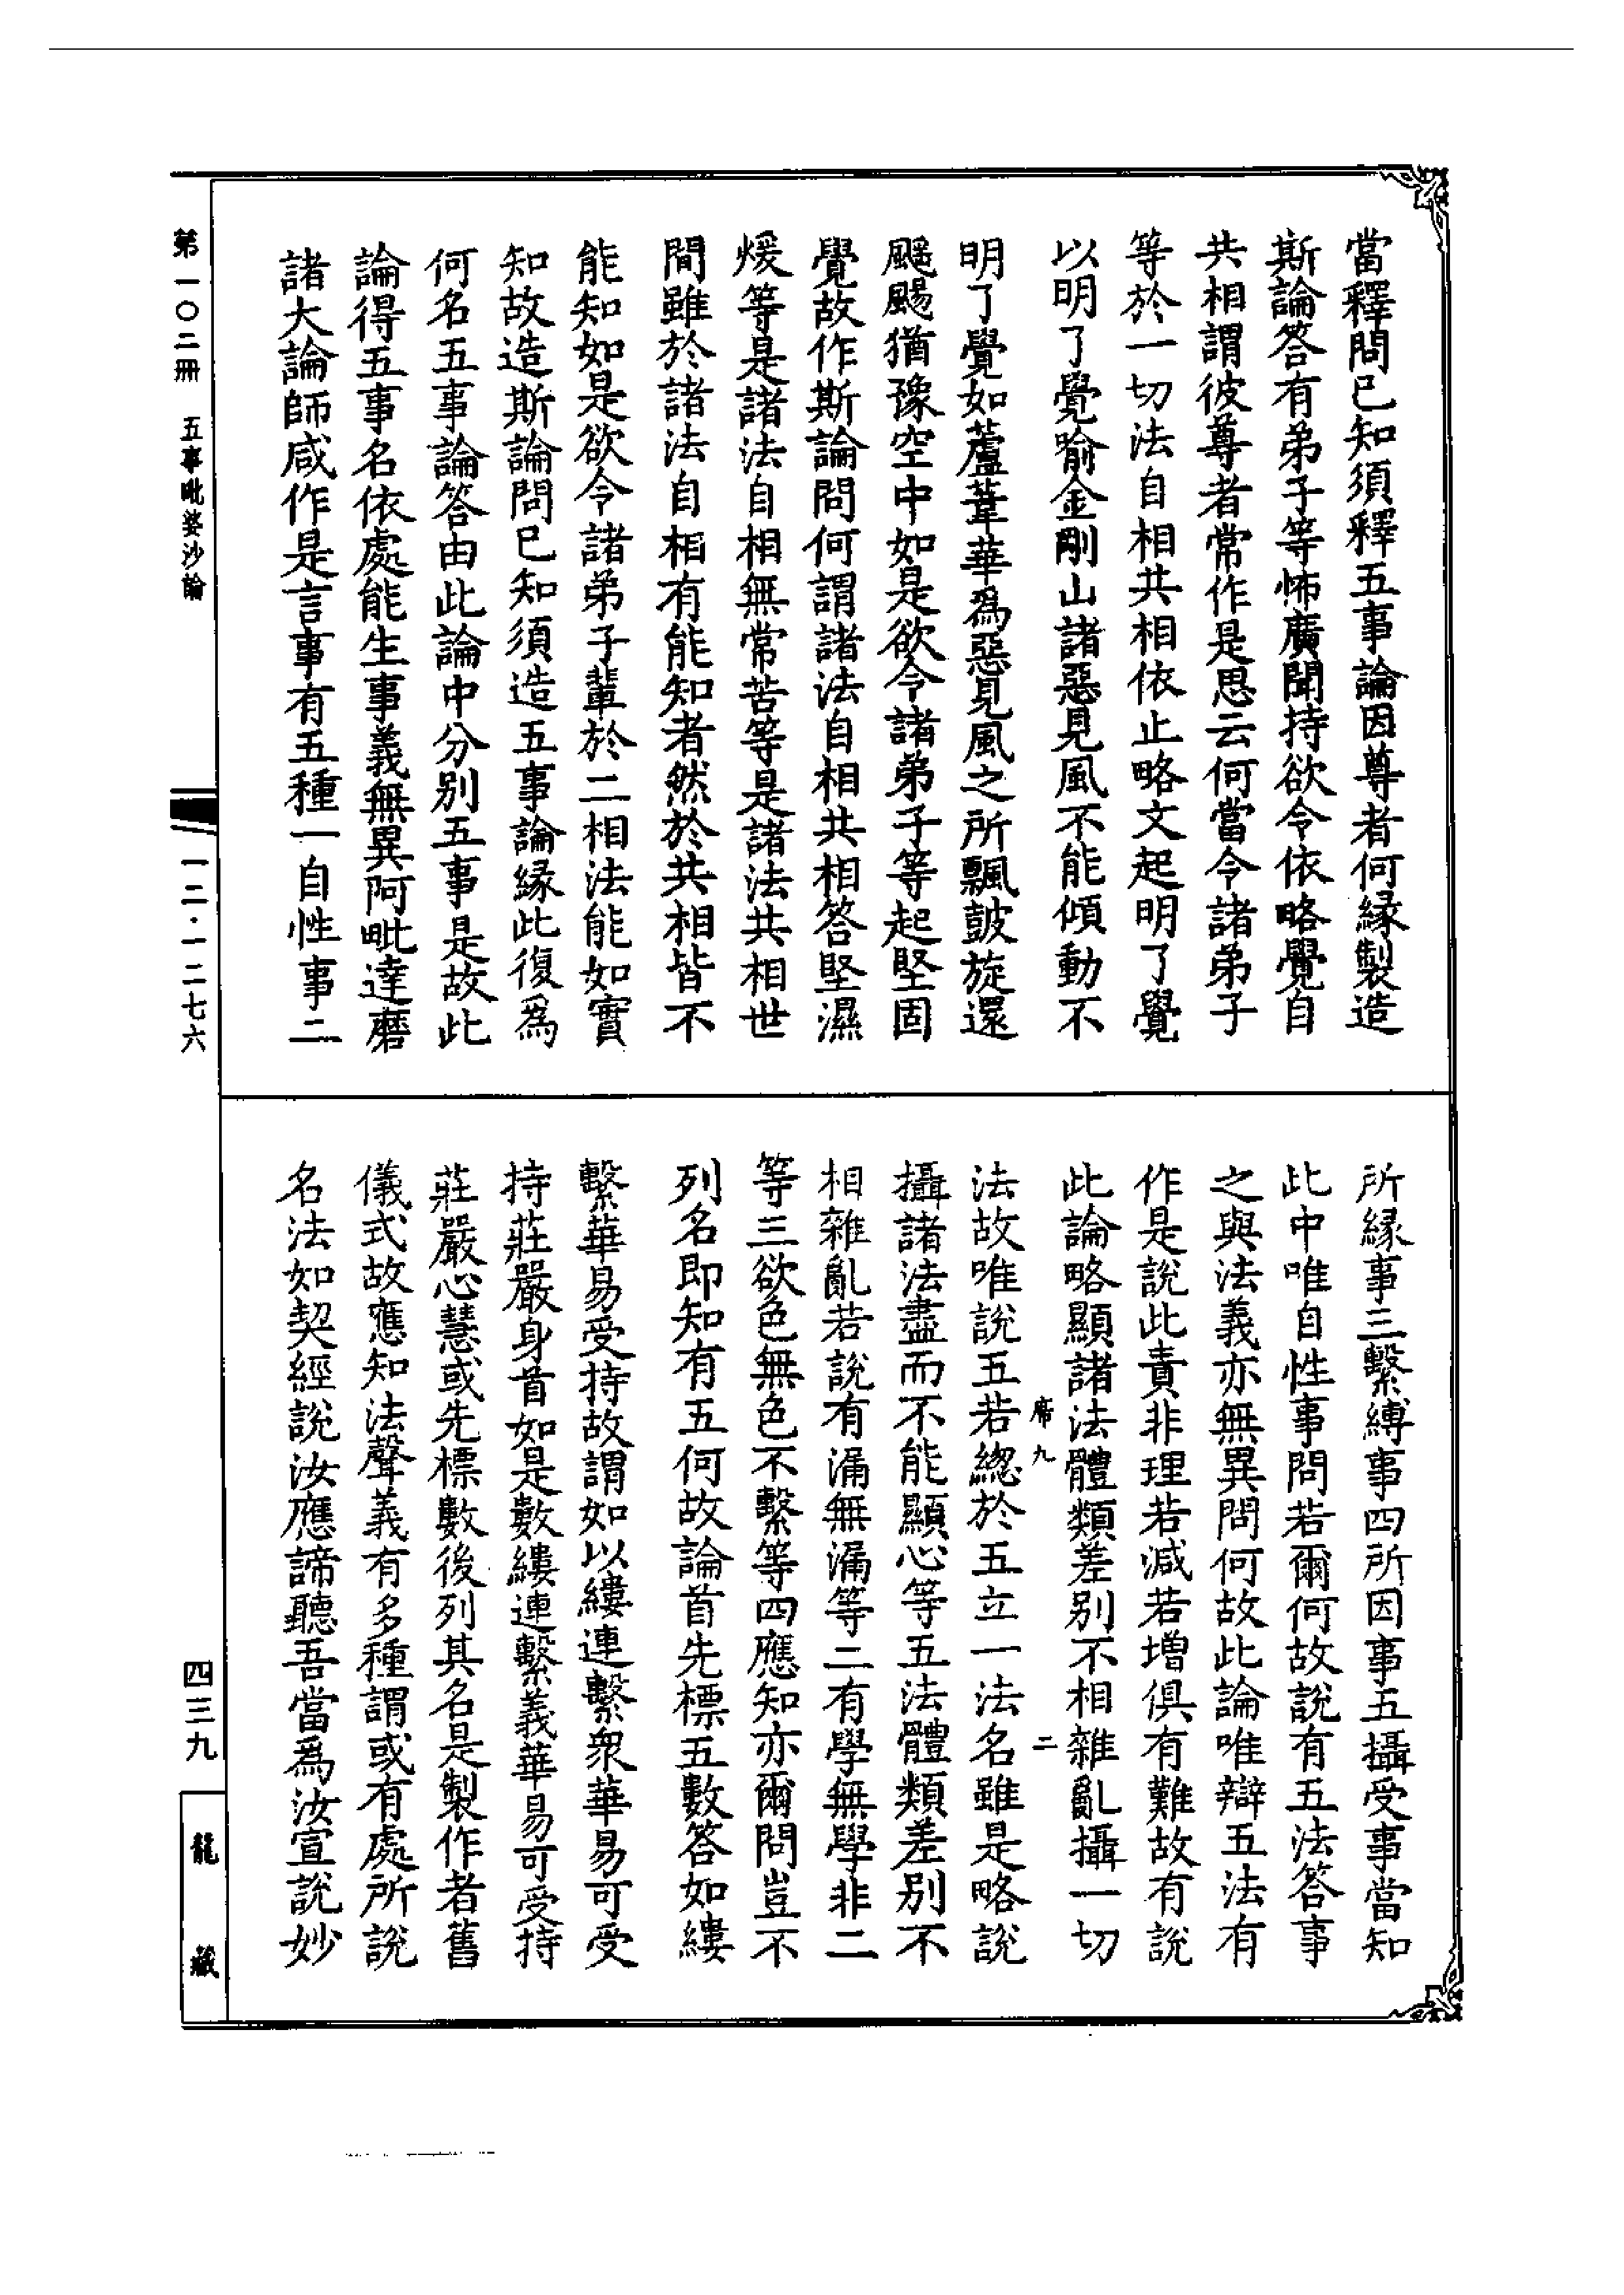 當釋問已知須釋五事論因尊者何緣製造
斯論答有弟子等怖廣聞持欲令依略覺自
共相謂彼尊者常作是思云何當令諸弟子
等於一切法自相共相依止略文起明了覺
以明了覺喻金剛山諸惡見風不能傾動不
明了覺如蘆葦華為惡見風之所飄鼓旋還
飃颺猶豫空中如是欲令諸弟子等起堅固
覺故作斯論問何謂諸法自相共相答堅濕
煖等是諸法自相無常苦等是諸法共相世
間雖於諸法自相有能知者然於共相皆不
能知如是欲令諸弟子輩於二相法能如實
知故造斯論問已知須造五事論緣此復為
何名五事論答由此論中分別五事是故此
論得五事名依處能生事義無異阿毗達磨
諸大論師咸作是言事有五種一自性事二
所緣事三繫縛事四所因事五攝受事當知
此中唯自性事問若爾何故說有五法答事
之與法義亦無異問何故此論唯辯五法有
作是說此責非理若減若增俱有難故有說
此論略顯諸法體類差別不相雜亂攝一切
席九 二
法故唯說五若總於五立一法名雖是略說
攝諸法盡而不能顯心等五法體類差別不
相雜亂若說有漏無漏等二有學無學非二
等三欲色無色不繫等四應知亦爾問豈不
列名即知有五何故論首先標五數答如縷
繫華易受持故謂如以縷連繫眾華易可受
持莊嚴身首如是數縷連繫義華易可受持
莊嚴心慧或先標數後列其名是製作者舊
儀式故應知法聲義有多種謂或有處所說
名法如契經說汝應諦聽吾當為汝宣說妙
第一〇二冊 五事毗婆沙論
一二·一二七六
四三九
龍藏